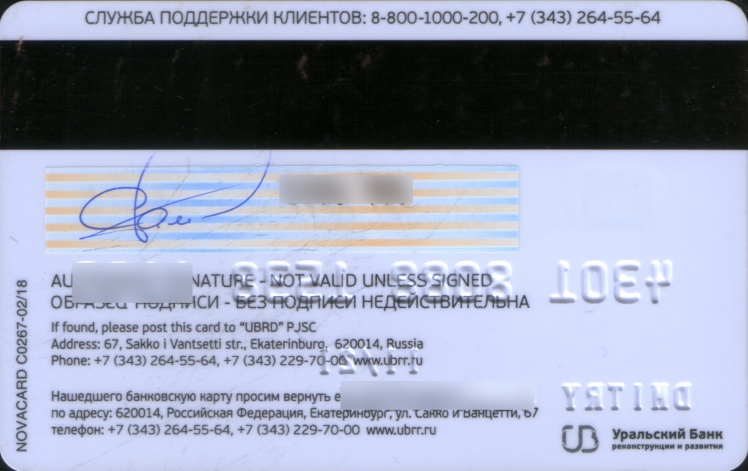 СЛУЖБА ПОДДЕРЖКИ КЛИЕНТОВ: 8-800-1000-200, +7 (343) 264-55-64
- NOT VALID UNLESS SIGNED
ОБРАЗЕЦ ПОДПИСИ - БЕЗ ПОДПИСИ НЕДЕЙСТВИТЕЛЬНА
If found, please post this card to "UBRD" PJSC
Address: 67, Sakko i Vantsetti str., Ekaterinburg, 620014, Russia
Phone: +7 (343) 264-55-64, +7 (343) 229-70-00 www.ubrr.ru
DMITRY
Нашедшего банковскую карту просим вернуть
по адресу: 620014, Российская Федерация, Екатеринбург, ул. Сакко и Ванцетти, 67
телефон: +7 (343) 264-55-64, +7 (343) 229-70-00 www.ubrr.ru
Уральский Банк
реконструкции и развития
NOVACARD C0267-02/18